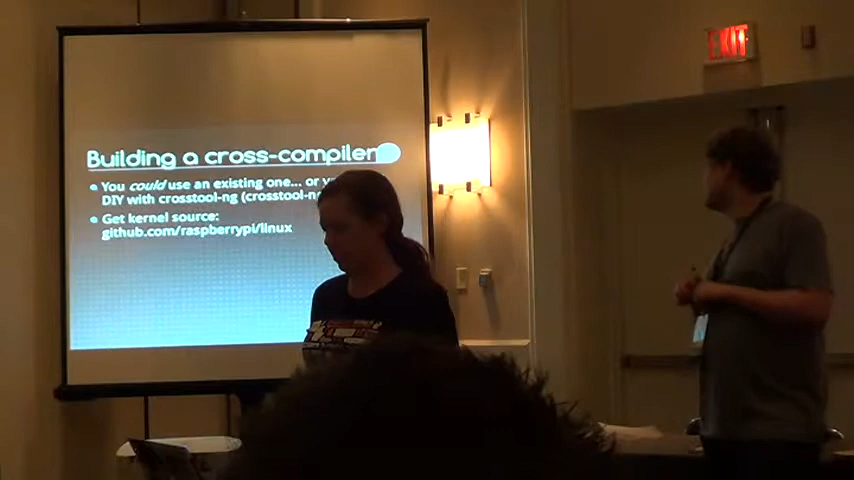 EXIT
Building a cross-compiler
You could use an existing one... or
DIY with crosstool-ng (crosstool-n
Get kernel source:
github.com/raspberrypi/linux